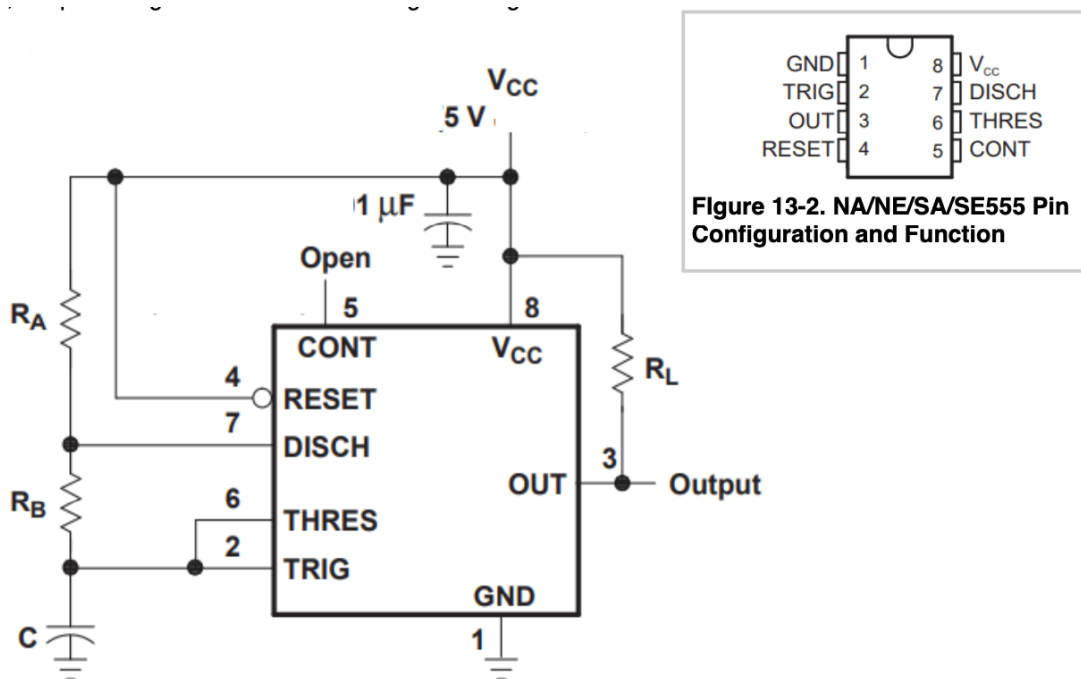 VCC
5 V
1 μF
Open
5
8
CONT
VCC
RA
RL
4
RESET
7
DISCH
3
OUT
Output
RB
6
THRES
2
TRIG
GND
C
1
GND 1 8 Vcc
TRIG 2 7 DISCH
OUT 3 6 THRES
RESET 4 5 CONT
FIgure 13-2. NA/NE/SA/SE555 Pin
Configuration and Function